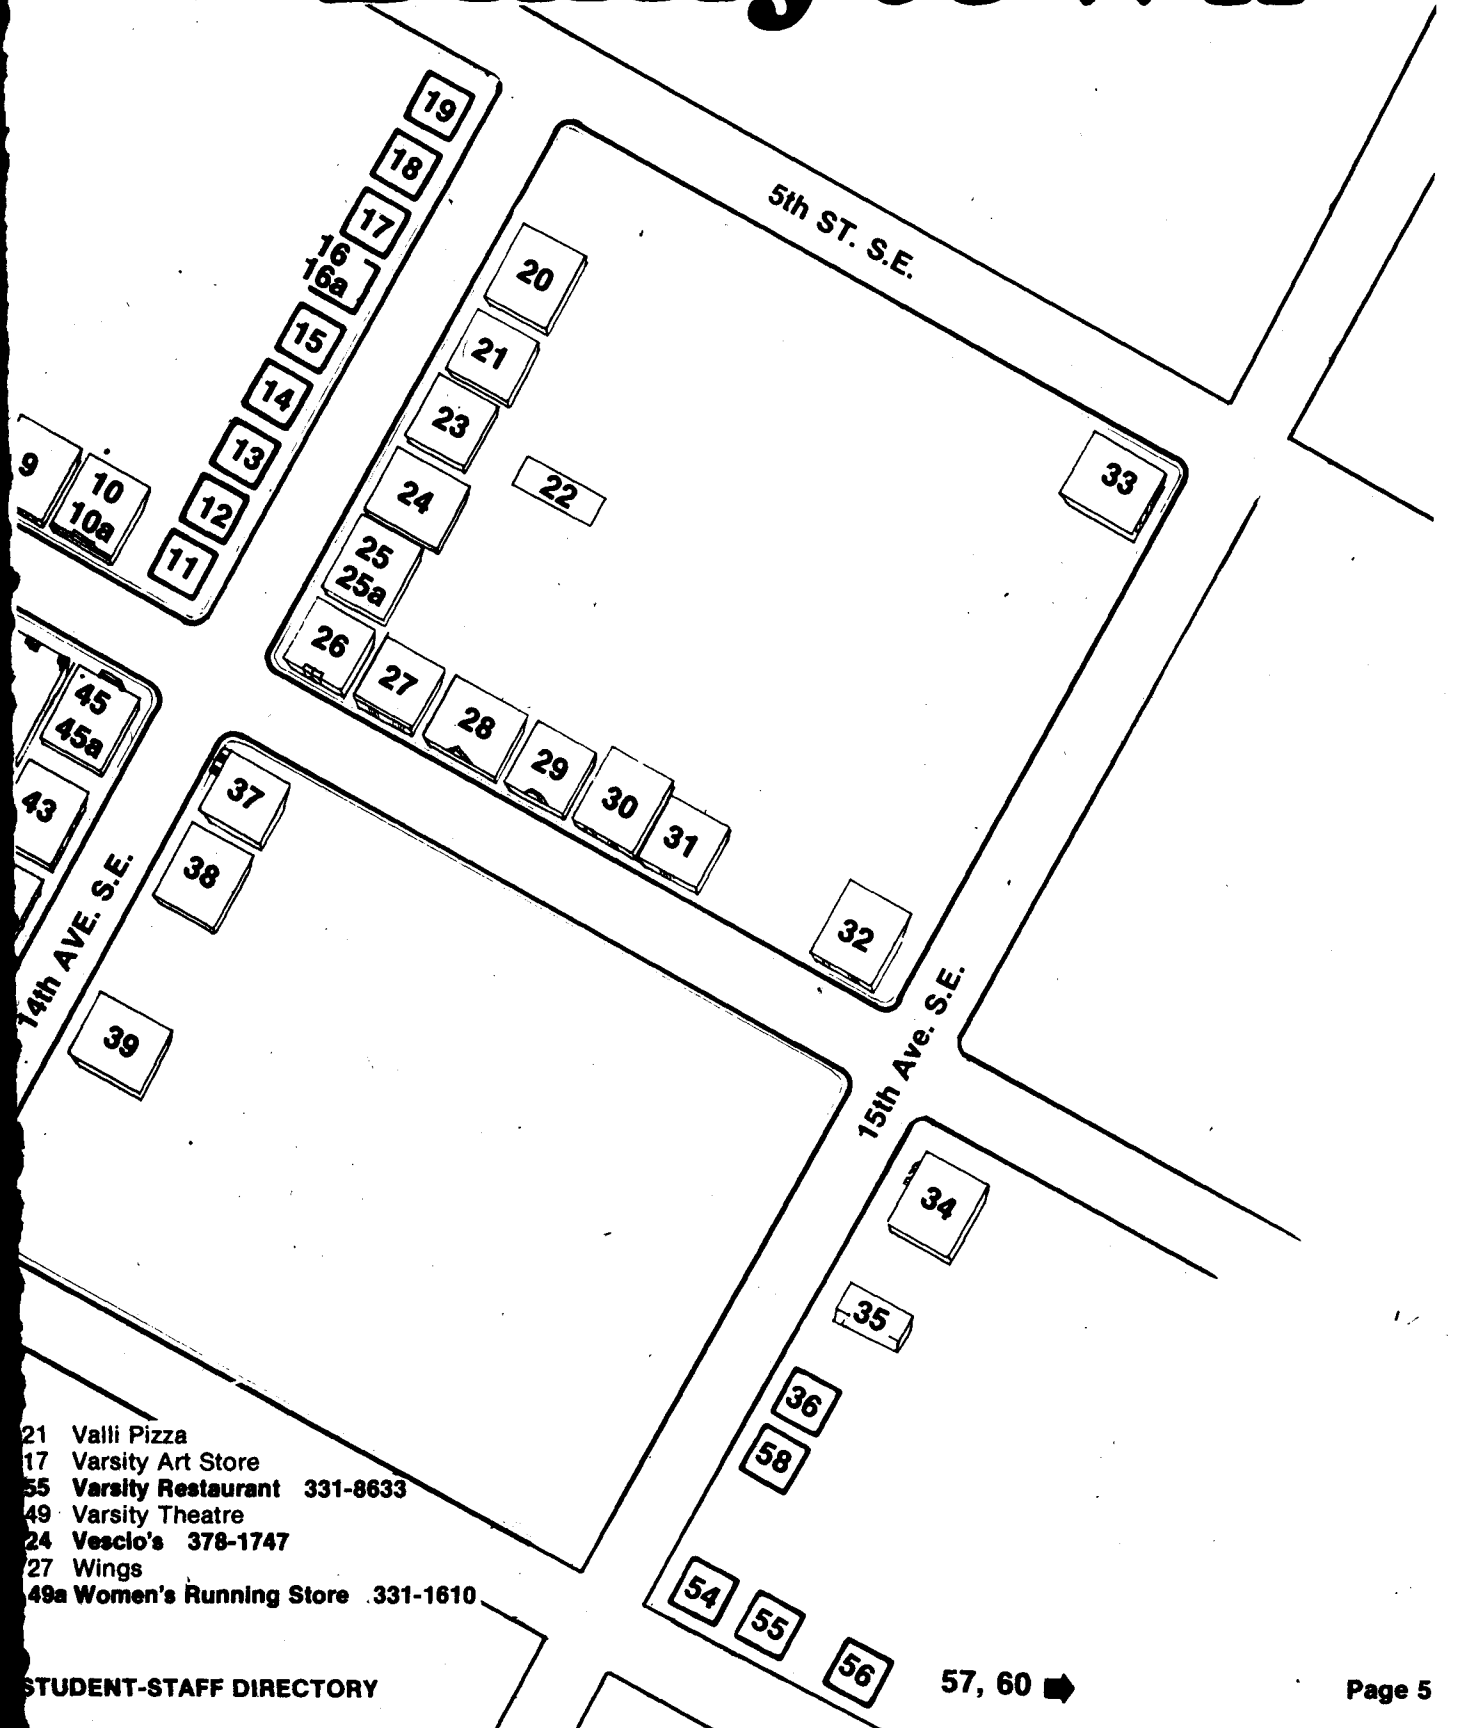 19
18
17
16
16a
15
14
13
12
11
9
10
10a
5th ST. S.E.
20
21
23
22
24
25
25a
26
27
28
29
30
31
32
33
45
45a
43
37
38
39
14th AVE. S.E.
15th Ave. S.E.
34
35
36
58
54
55
56
57, 60
21 Valli Pizza
17 Varsity Art Store
55 Varsity Restaurant 331-8633
49 Varsity Theatre
24 Vescio's 378-1747
27 Wings
49a Women's Running Store 331-1610
STUDENT-STAFF DIRECTORY
Page 5